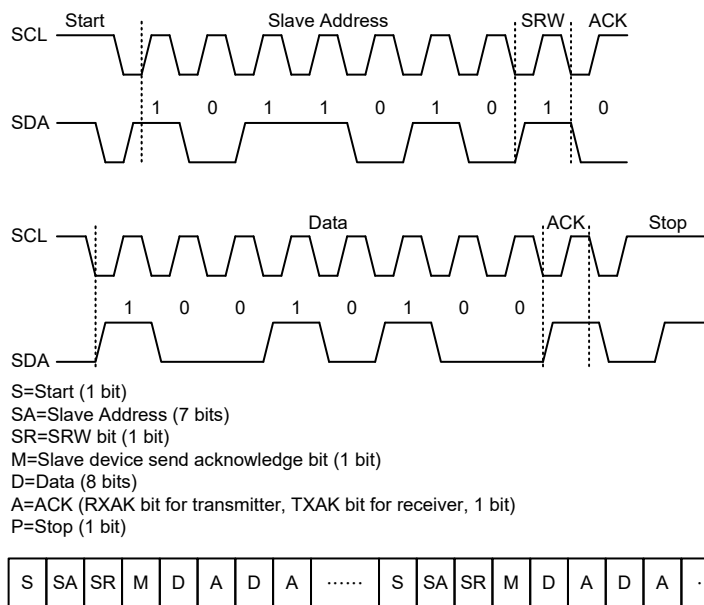 Start Slave Address SRW ACK
SCL
1 0 1 1 0 1 0 1 0
SDA
Data ACK Stop
SCL
1 0 0 1 0 1 0 0
SDA
S=Start (1 bit)
SA=Slave Address (7 bits)
SR=SRW bit (1 bit)
M=Slave device send acknowledge bit (1 bit)
D=Data (8 bits)
A=ACK (RXAK bit for transmitter, TXAK bit for receiver, 1 bit)
P=Stop (1 bit)
S SA SR M D A D A ...... S SA SR M D A D A